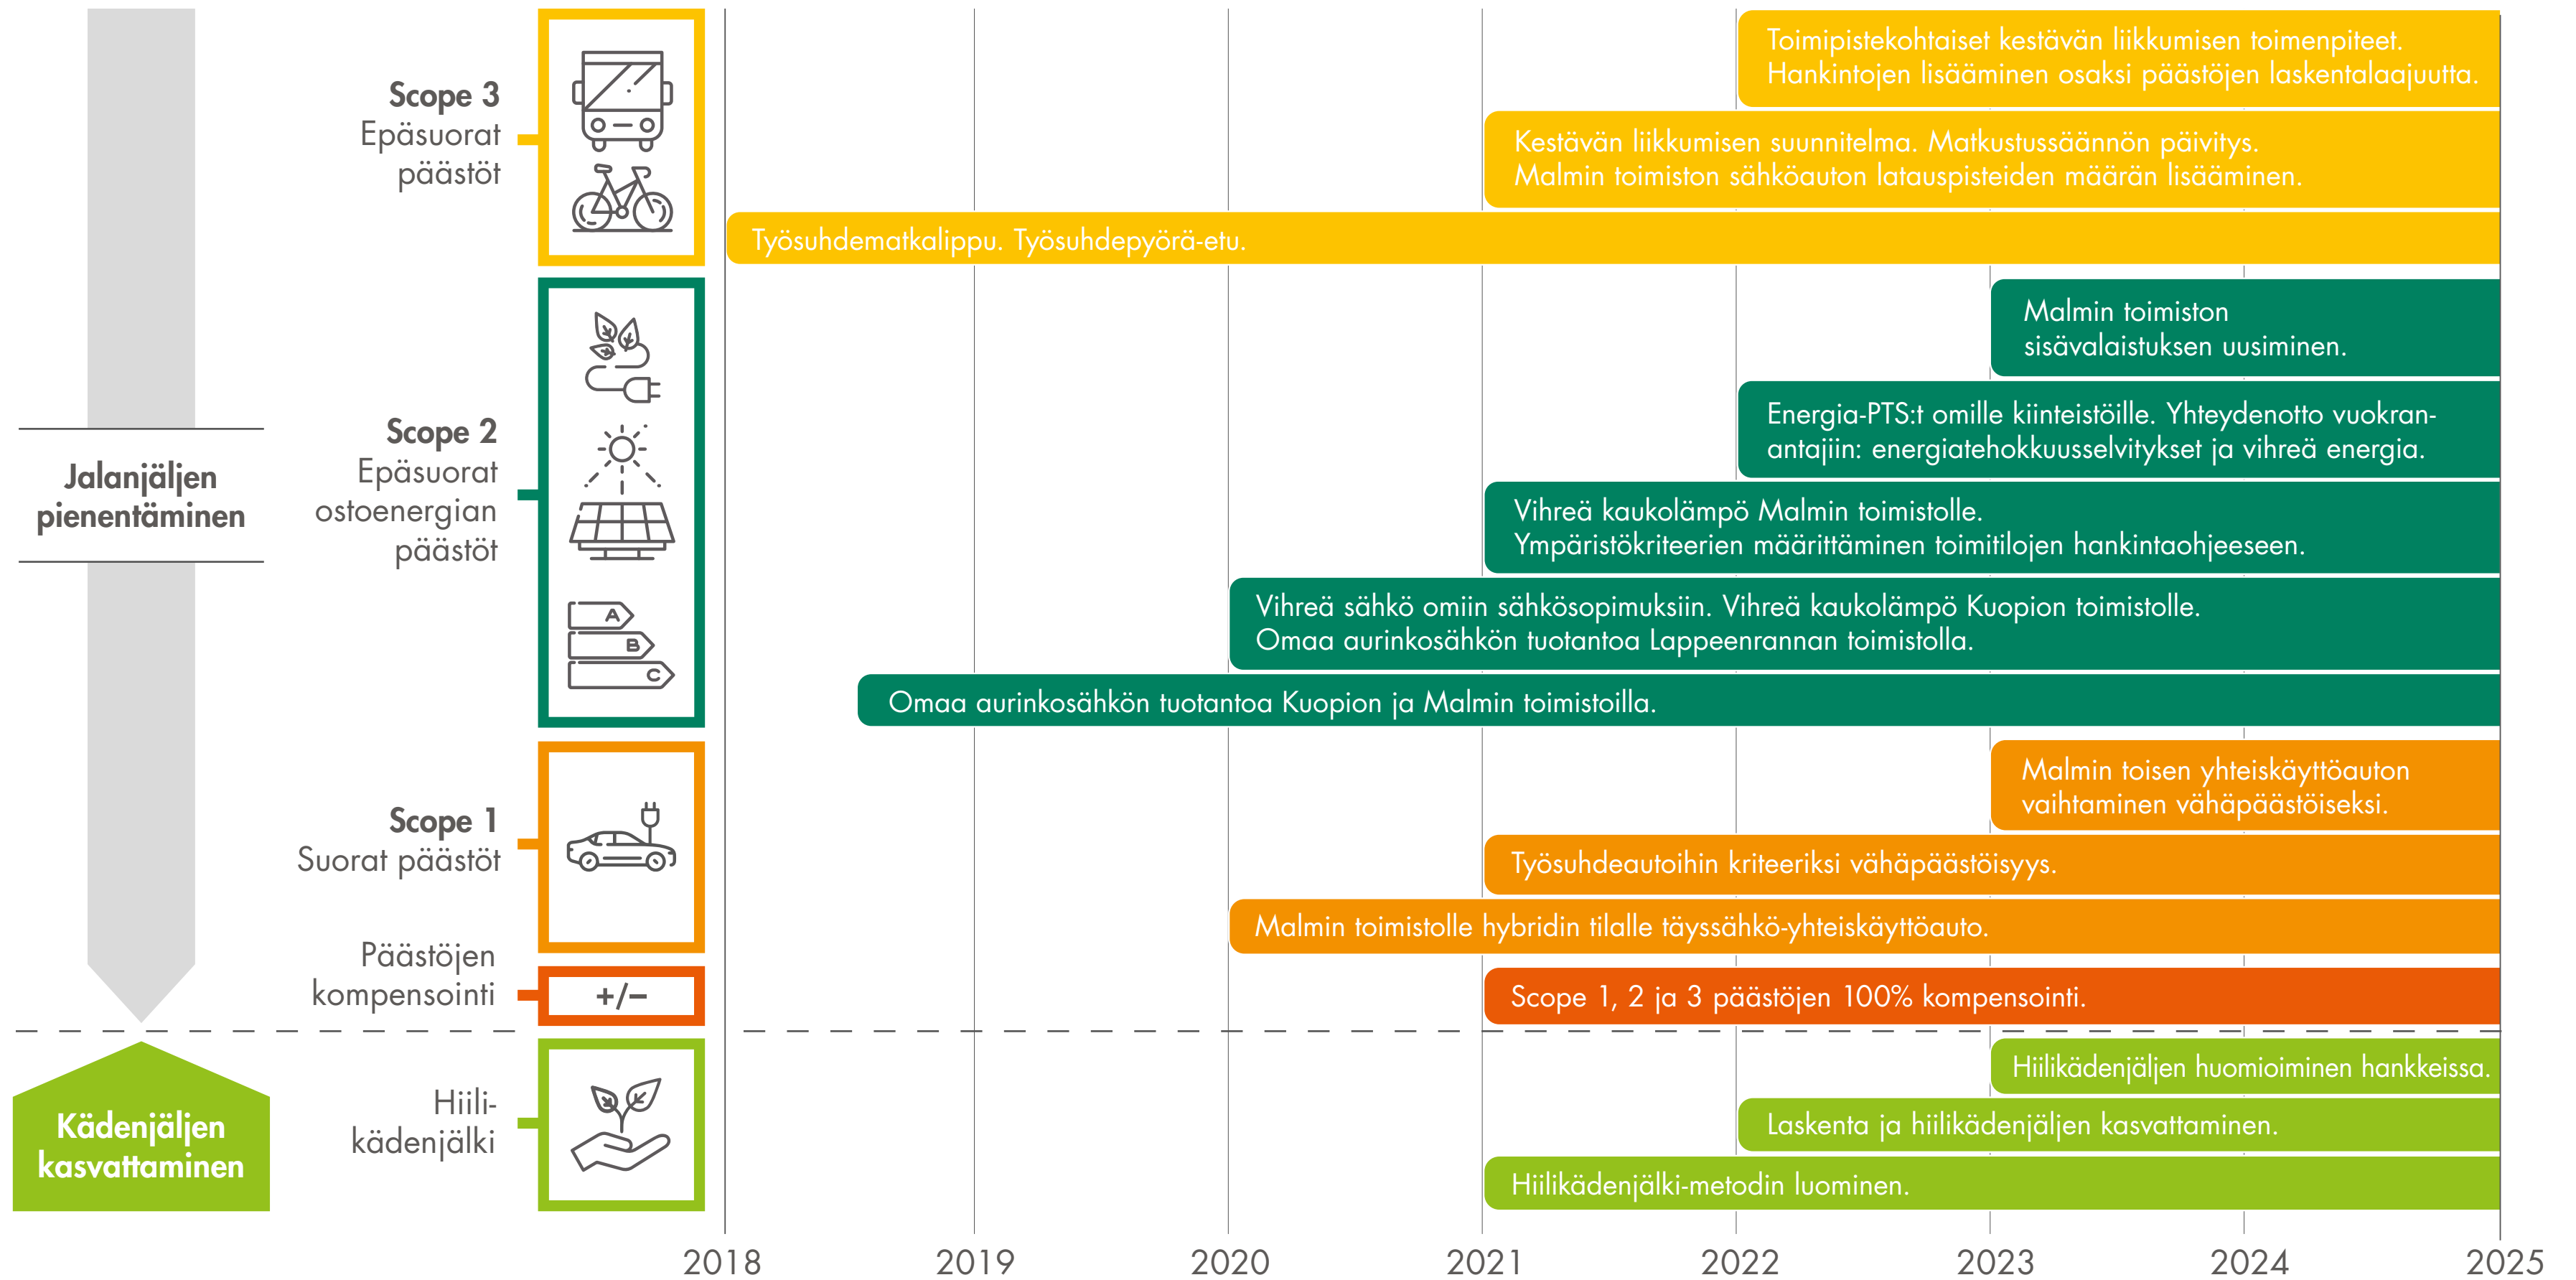 Jalanjäljen
pienentäminen
Kädenjäljen
kasvattaminen
Scope 3
Epäsuorat
päästöt
Toimipistekohtaiset kestävän liikkumisen toimenpiteet.
Hankintojen lisääminen osaksi päästöjen laskentalaajuutta.
Kestävän liikkumisen suunnitelma. Matkustussäännön päivitys.
Malmin toimiston sähköauton latauspisteiden määrän lisääminen.
Työsuhdematkalippu. Työsuhdepyörä-etu.
Scope 2
Epäsuorat
ostoenergian
päästöt
A
B
C
Malmin toimiston
sisävalaistuksen uusiminen.
Energia-PTS:t omille kiinteistöille. Yhteydenotto vuokran-
antajiin: energiatehokkuusselvitykset ja vihreä energia.
Vihreä kaukolämpö Malmin toimistolle.
Ympäristökriteerien määrittäminen toimitilojen hankintaohjeeseen.
Vihreä sähkö omiin sähkösopimuksiin. Vihreä kaukolämpö Kuopion toimistolle.
Omaa aurinkosähkön tuotantoa Lappeenrannan toimistolla.
Omaa aurinkosähkön tuotantoa Kuopion ja Malmin toimistoilla.
Scope 1
Suorat päästöt
Malmin toisen yhteiskäyttöauton
vaihtaminen vähäpäästöiseksi.
Työsuhdeautoihin kriteeriksi vähäpäästöisyys.
Malmin toimistolle hybridin tilalle täyssähkö-yhteiskäyttöauto.
Päästöjen
kompensointi
+/−
Scope 1, 2 ja 3 päästöjen 100% kompensointi.
Hiili-
kädenjälki
Hiilikädenjäljen huomioiminen hankkeissa.
Laskenta ja hiilikädenjäljen kasvattaminen.
Hiilikädenjälki-metodin luominen.
2018 2019 2020 2021 2022 2023 2024 2025